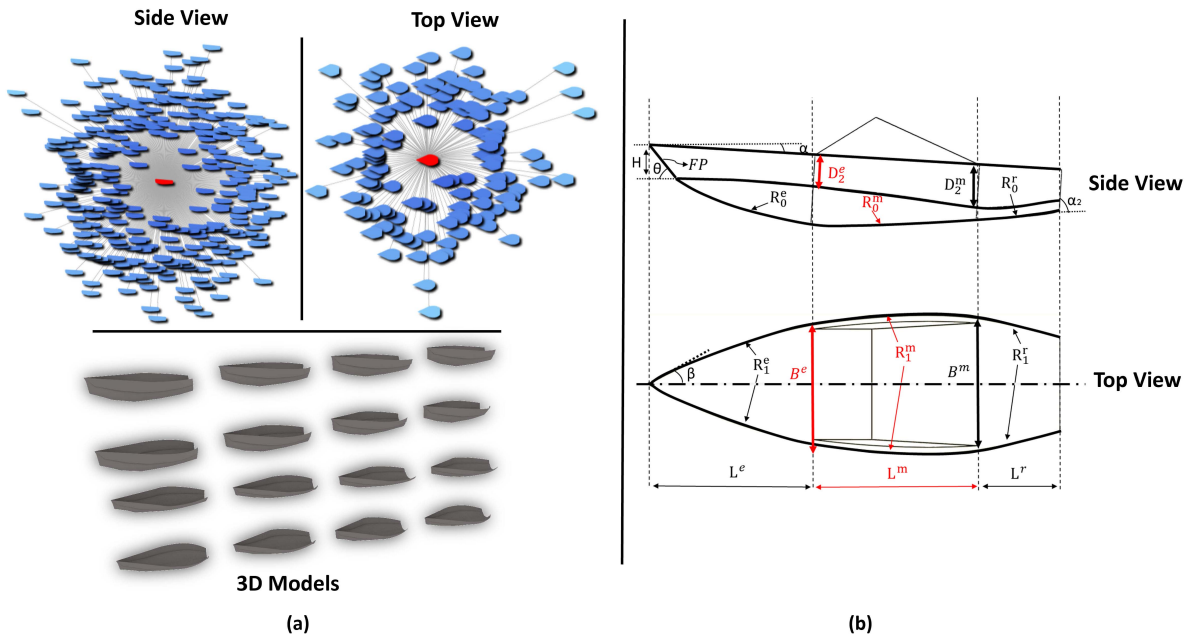 Side View
Top View
3D Models
(a)
H
θ
FP
α
D₂ᵉ
D₂ᵐ
R₀ᵉ
R₀ᵐ
R₀ʳ
α₂
Side View
β
R₁ᵉ
Bᵉ
R₁ᵐ
Bᵐ
R₁ʳ
Top View
Lᵉ
Lᵐ
Lʳ
(b)